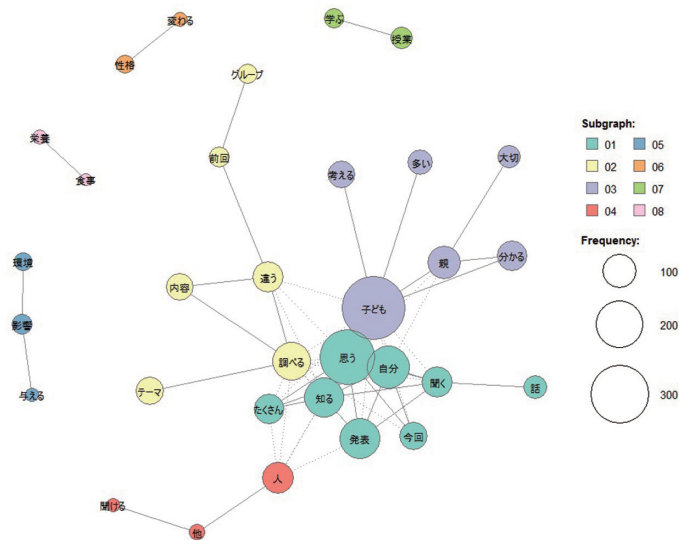 変わる
性格
学ぶ
授業
グループ
栄養
食事
前回
考える
多い
大切
親
分かる
環境
影響
与える
内容
違う
子ども
調べる
思う
自分
聞く
話
テーマ
たくさん
知る
発表
今回
人
聞ける
他
Subgraph:
01 05
02 06
03 07
04 08
Frequency:
100
200
300